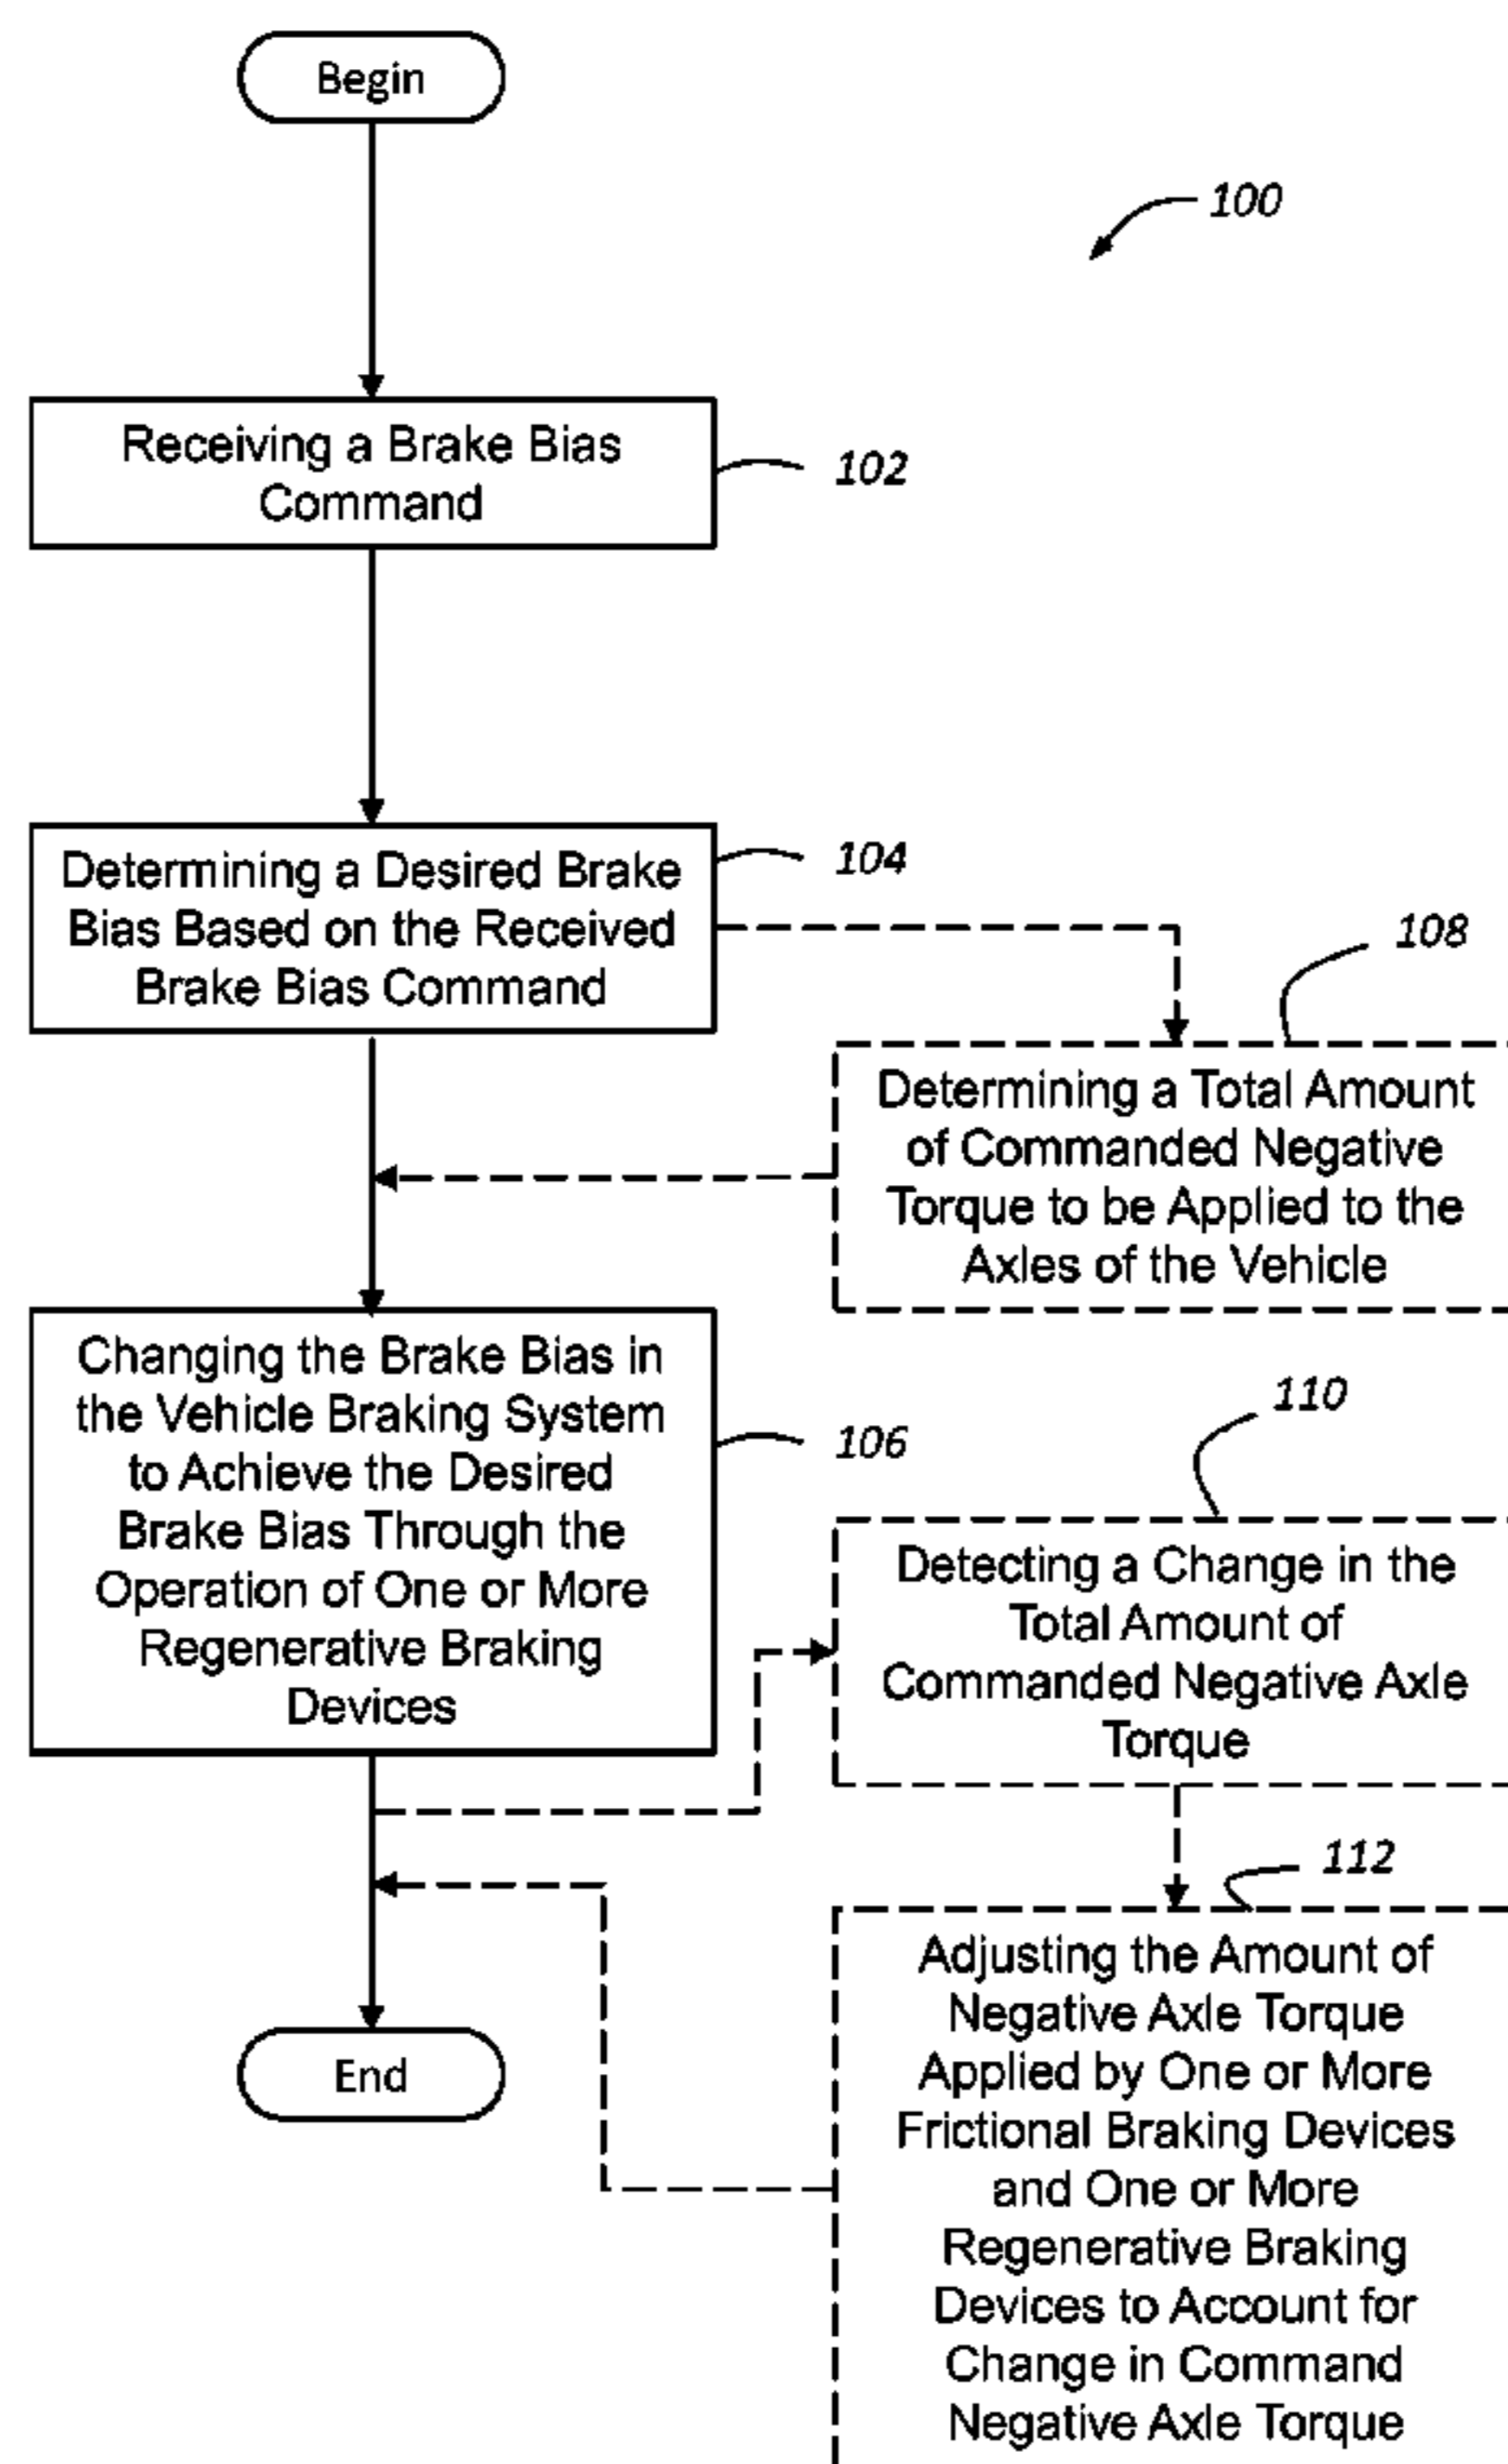 Begin
100
Receiving a Brake Bias
Command
102
Determining a Desired Brake
Bias Based on the Received
Brake Bias Command
104
108
Determining a Total Amount
of Commanded Negative
Torque to be Applied to the
Axles of the Vehicle
Changing the Brake Bias in
the Vehicle Braking System
to Achieve the Desired
Brake Bias Through the
Operation of One or More
Regenerative Braking
Devices
106
110
Detecting a Change in the
Total Amount of
Commanded Negative Axle
Torque
112
Adjusting the Amount of
Negative Axle Torque
Applied by One or More
Frictional Braking Devices
and One or More
Regenerative Braking
Devices to Account for
Change in Command
Negative Axle Torque
End